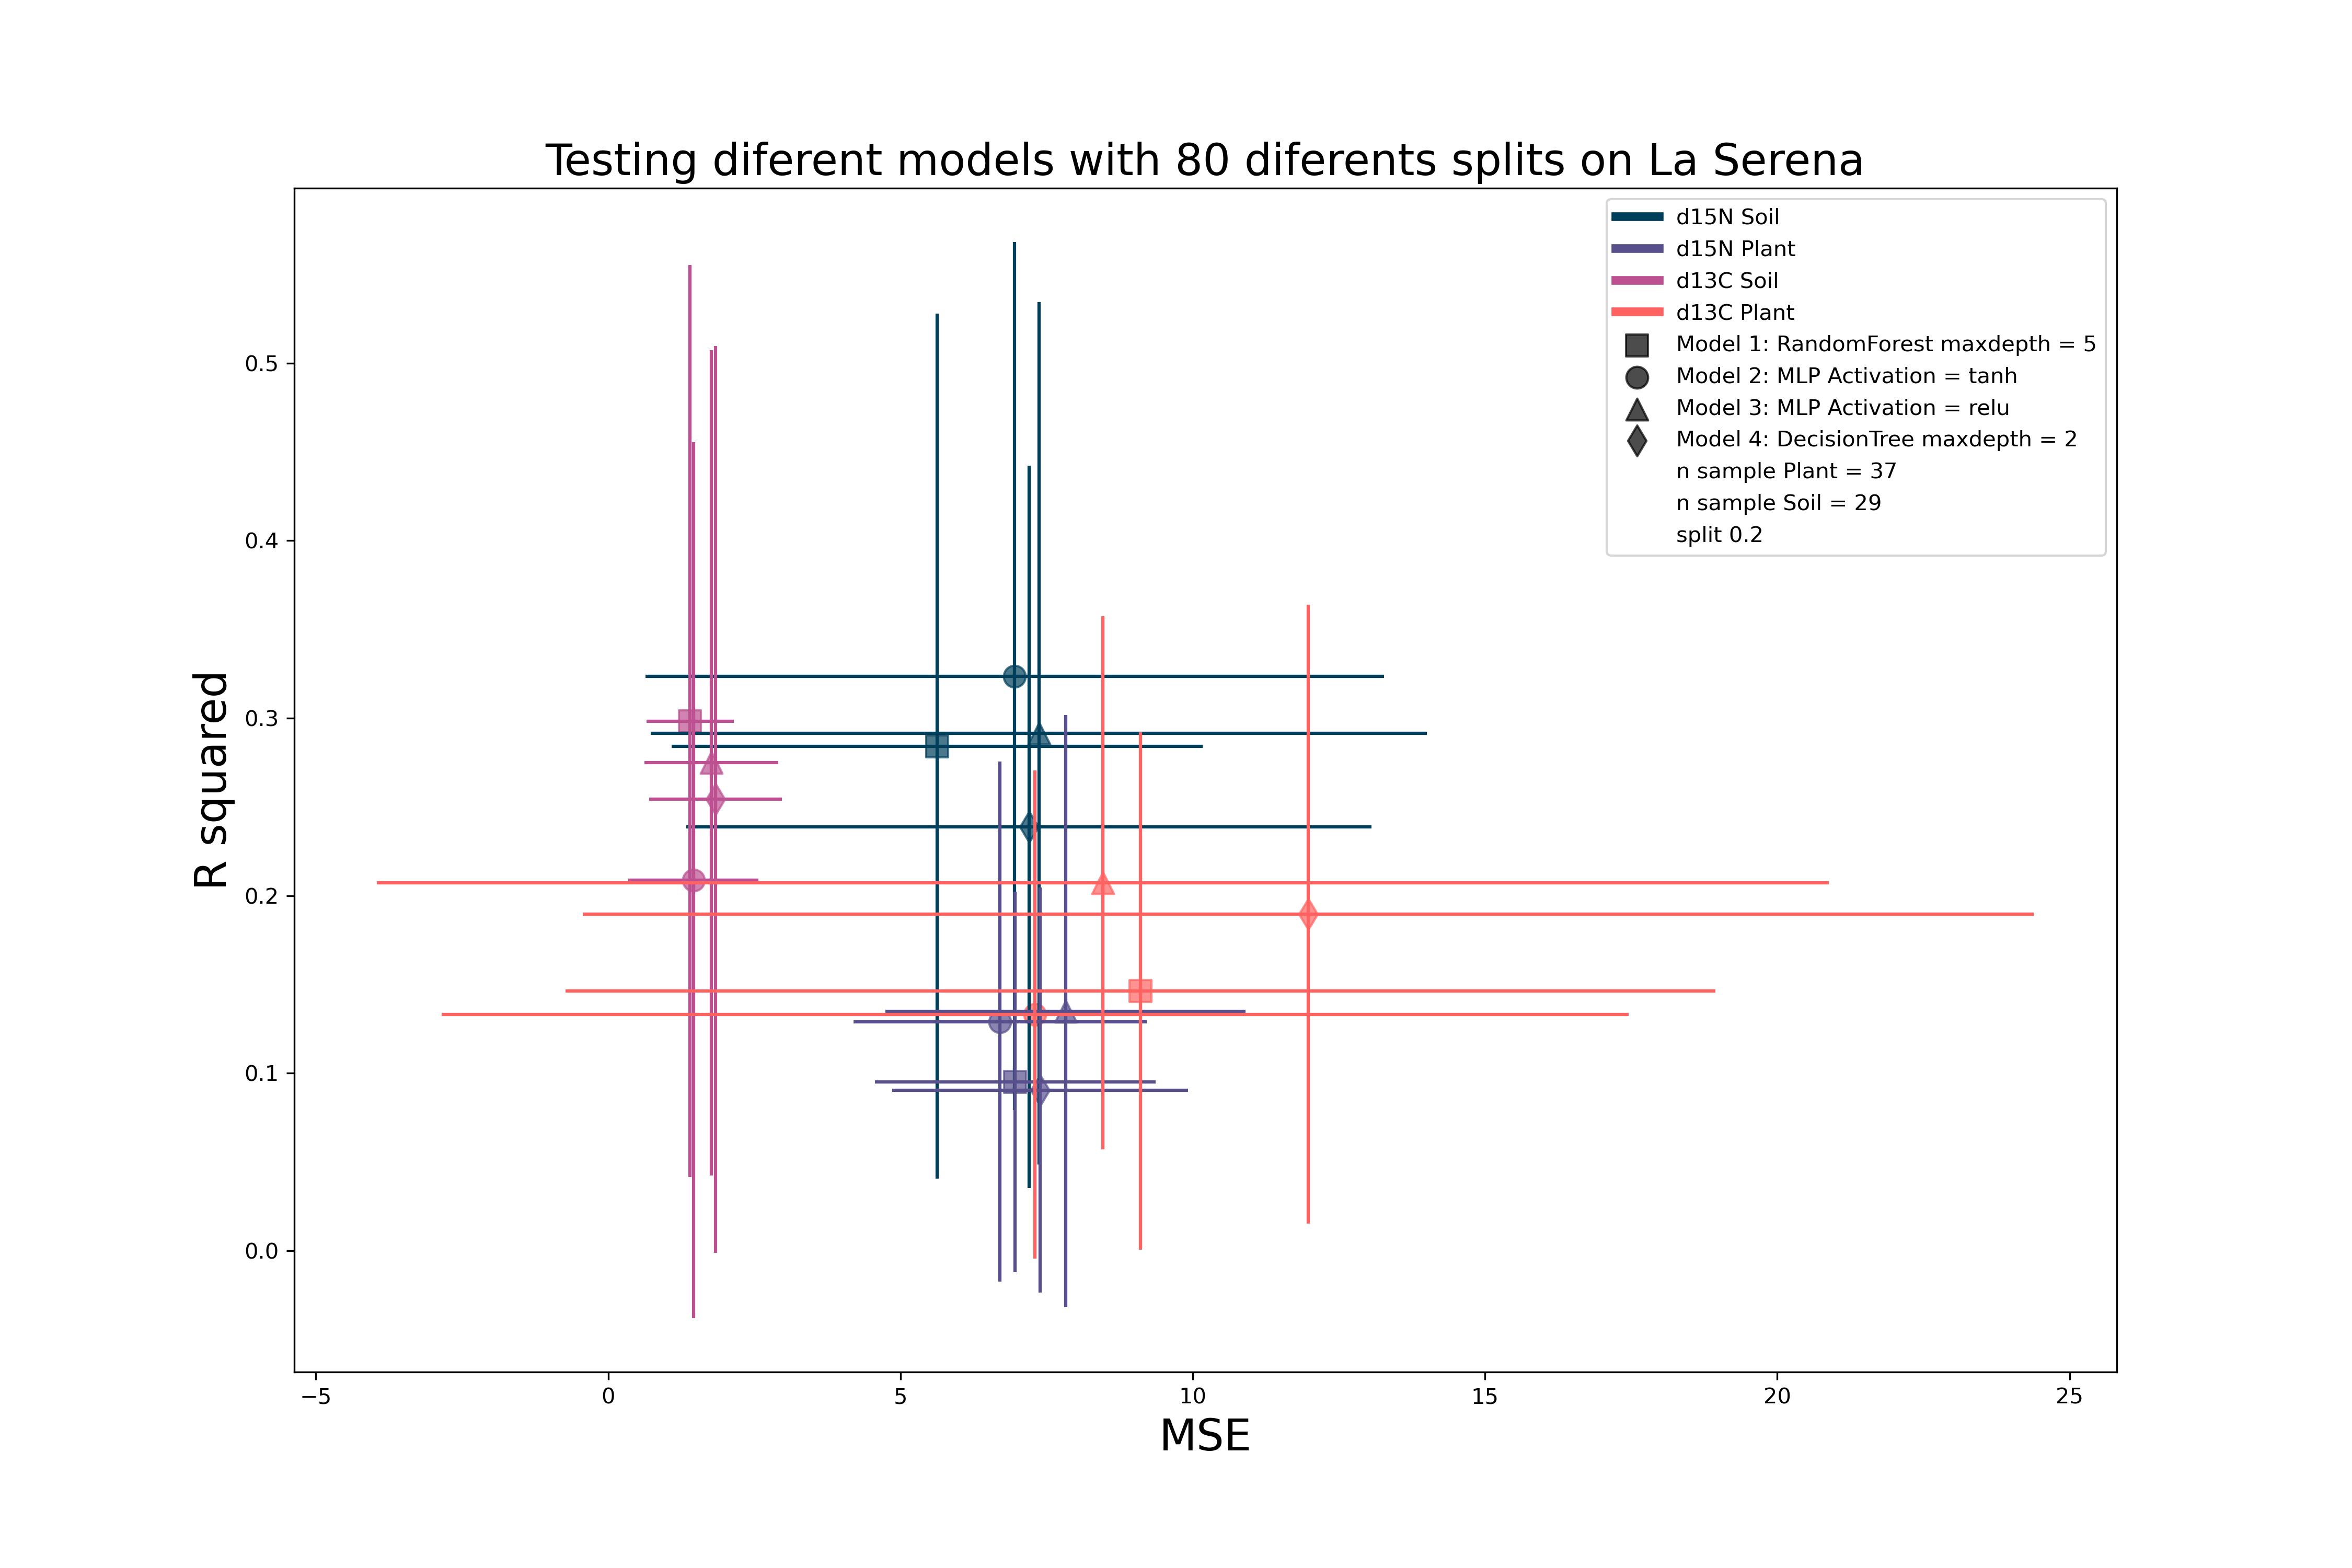 Testing diferent models with 80 diferents splits on La Serena
d15N Soil
d15N Plant
d13C Soil
d13C Plant
Model 1: RandomForest maxdepth = 5
Model 2: MLP Activation = tanh
Model 3: MLP Activation = relu
Model 4: DecisionTree maxdepth = 2
n sample Plant = 37
n sample Soil = 29
split 0.2
R squared
0.5
0.4
0.3
0.2
0.1
0.0
−5 0 5 10 15 20 25
MSE